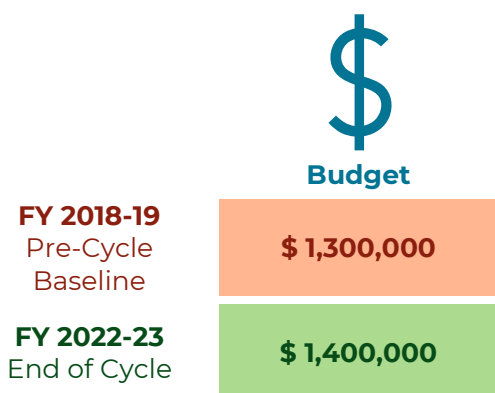 $
Budget
FY 2018-19
Pre-Cycle
Baseline
$ 1,300,000
FY 2022-23
End of Cycle
$ 1,400,000